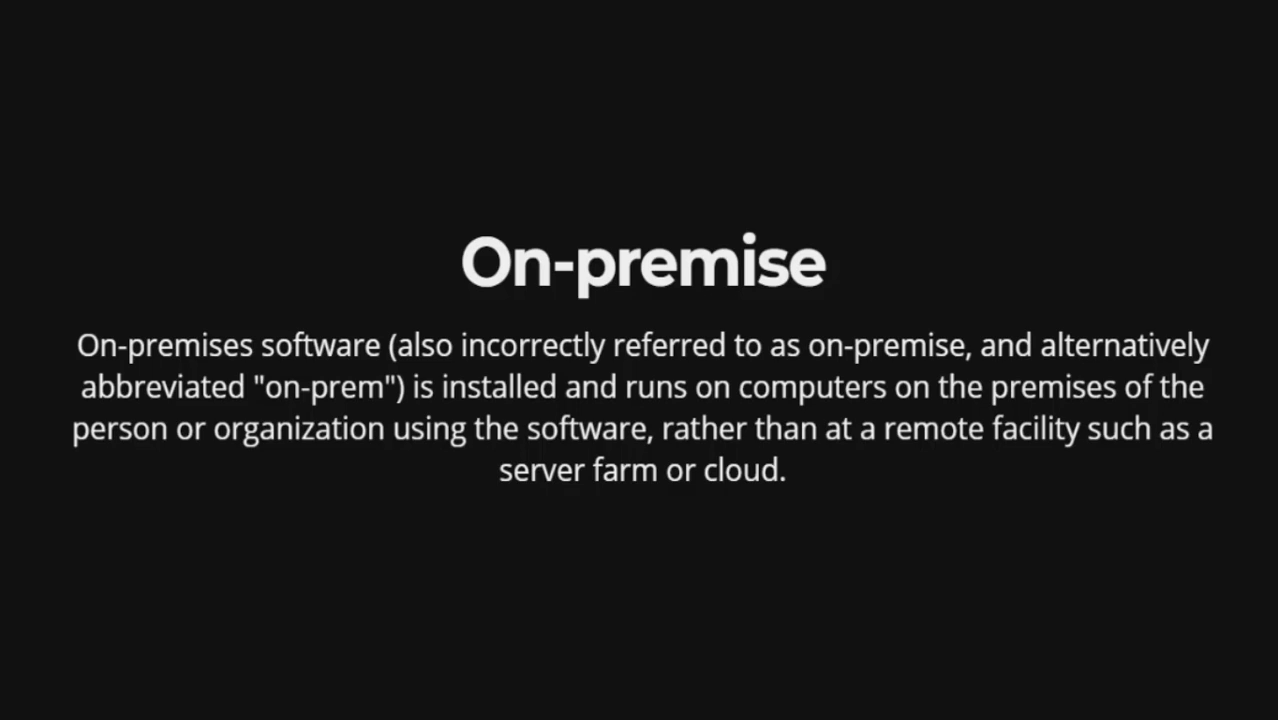 On-premise
On-premises software (also incorrectly referred to as on-premise, and alternatively
abbreviated "on-prem") is installed and runs on computers on the premises of the
person or organization using the software, rather than at a remote facility such as a
server farm or cloud.